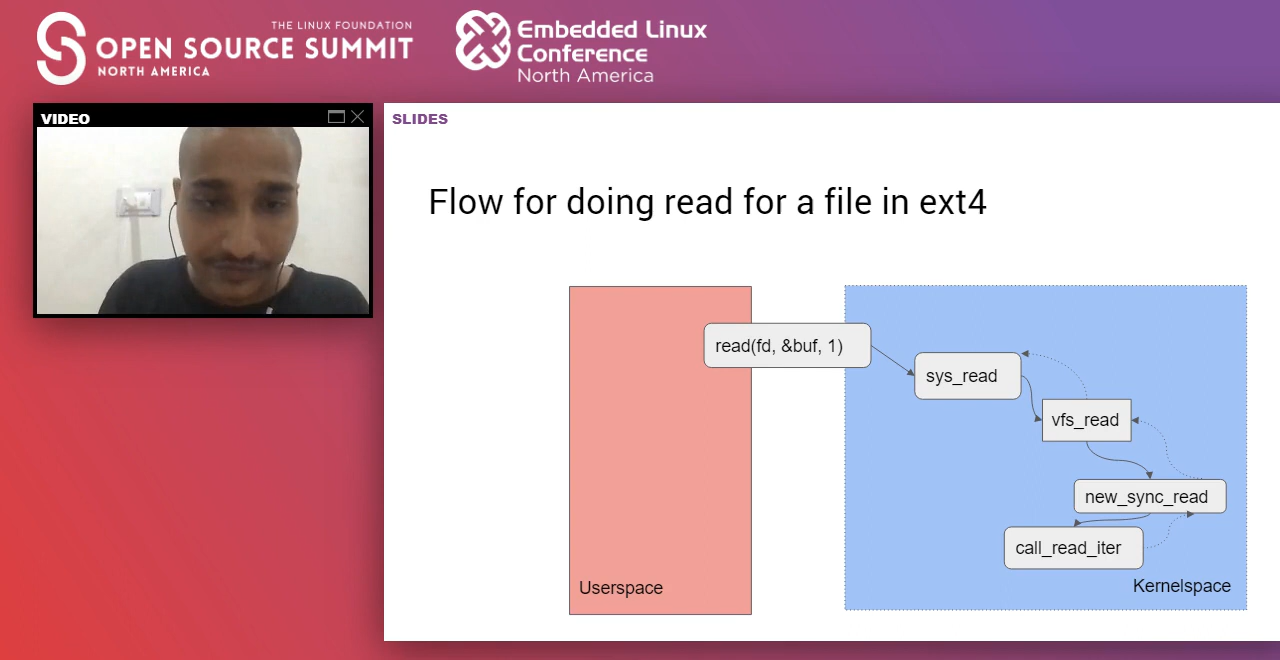 THE LINUX FOUNDATION
OPEN SOURCE SUMMIT
NORTH AMERICA
Embedded Linux
Conference
North America
VIDEO
SLIDES
Flow for doing read for a file in ext4
read(fd, &buf, 1)
sys_read
vfs_read
new_sync_read
call_read_iter
Userspace
Kernelspace